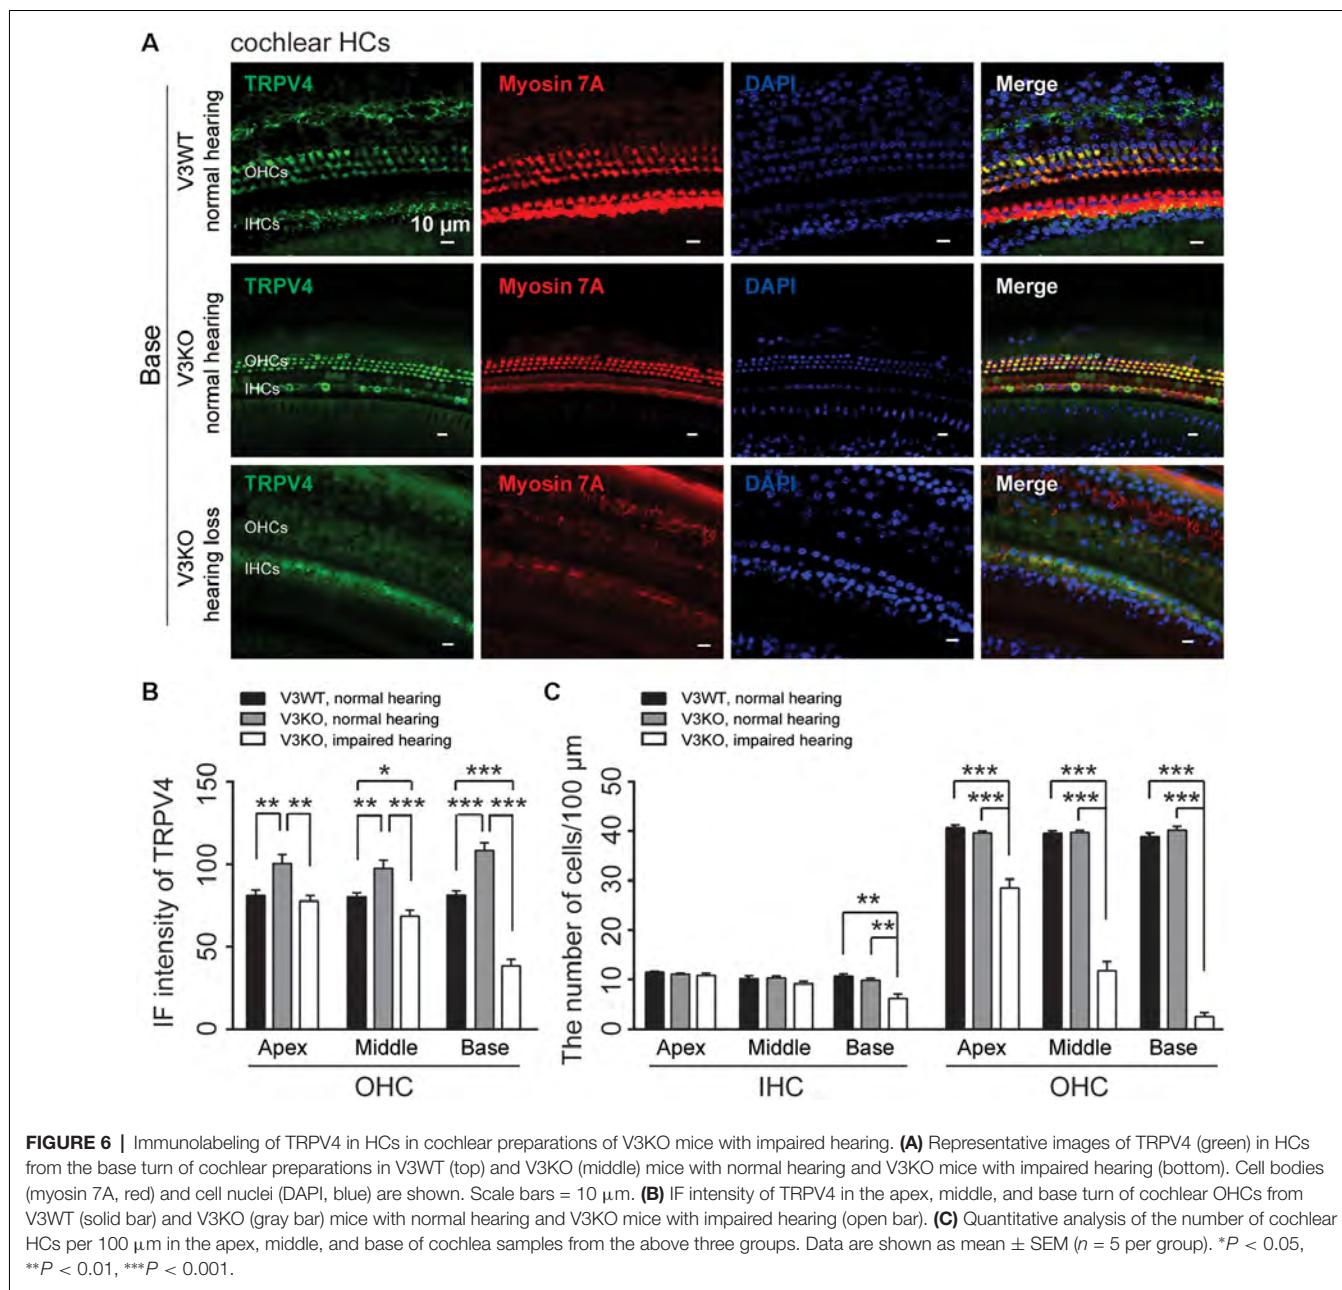 A
cochlear HCs
TRPV4
Myosin 7A
DAPI
Merge
OHCs
IHCs
10 µm
V3WT
normal hearing
TRPV4
Myosin 7A
DAPI
Merge
OHCs
IHCs
V3KO
normal hearing
Base
TRPV4
Myosin 7A
DAPI
Merge
OHCs
IHCs
V3KO
hearing loss
B
V3WT, normal hearing
V3KO, normal hearing
V3KO, impaired hearing
IF intensity of TRPV4
150
100
50
0
** **
* ** ***
*** *** ***
Apex Middle Base
OHC
C
V3WT, normal hearing
V3KO, normal hearing
V3KO, impaired hearing
The number of cells/100 µm
50
40
30
20
10
0
**
**
*** *** ***
*** *** ***
Apex Middle Base Apex Middle Base
IHC OHC
FIGURE 6 | Immunolabeling of TRPV4 in HCs in cochlear preparations of V3KO mice with impaired hearing. (A) Representative images of TRPV4 (green) in HCs
from the base turn of cochlear preparations in V3WT (top) and V3KO (middle) mice with normal hearing and V3KO mice with impaired hearing (bottom). Cell bodies
(myosin 7A, red) and cell nuclei (DAPI, blue) are shown. Scale bars = 10 µm. (B) IF intensity of TRPV4 in the apex, middle, and base turn of cochlear OHCs from
V3WT (solid bar) and V3KO (gray bar) mice with normal hearing and V3KO mice with impaired hearing (open bar). (C) Quantitative analysis of the number of cochlear
HCs per 100 µm in the apex, middle, and base of cochlea samples from the above three groups. Data are shown as mean ± SEM (n = 5 per group). *P < 0.05,
**P < 0.01, ***P < 0.001.